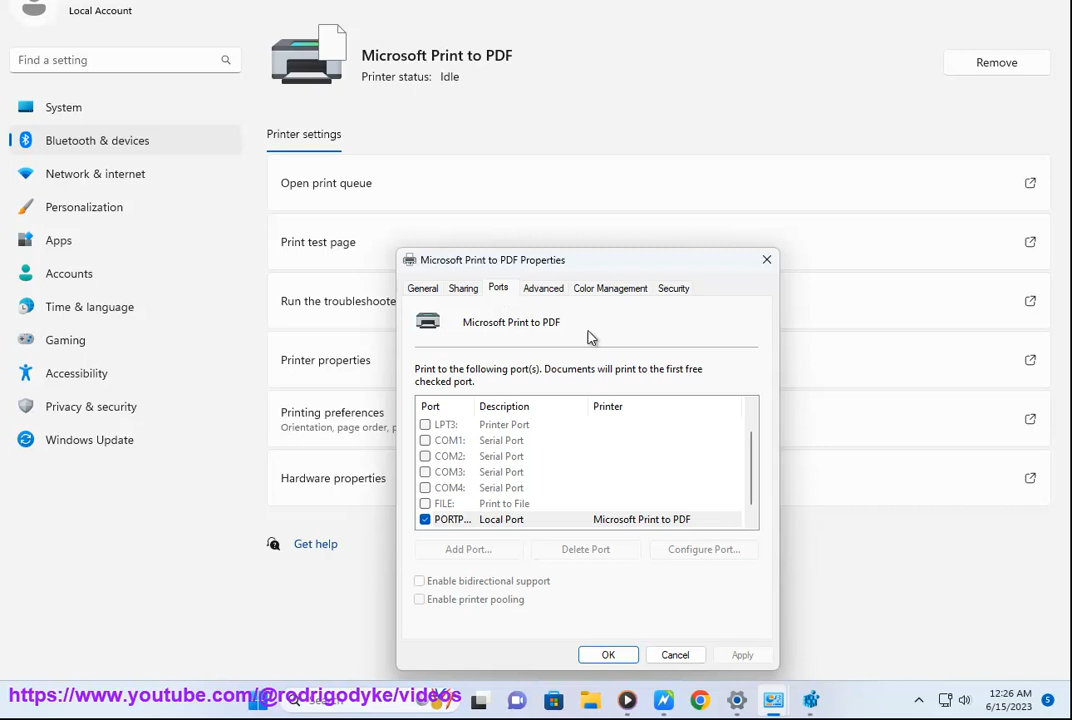 Local Account
Find a setting
System
Bluetooth & devices
Network & internet
Personalization
Apps
Accounts
Time & language
Gaming
Accessibility
Privacy & security
Windows Update
Microsoft Print to PDF
Printer status: Idle
Remove
Printer settings
Open print queue
Print test page
Run the troubleshoote
Printer properties
Printing preferences
Orientation, page order, p
Hardware properties
Get help
Microsoft Print to PDF Properties
General Sharing Ports Advanced Color Management Security
Microsoft Print to PDF
Print to the following port(s). Documents will print to the first free
checked port.
Port Description Printer
LPT3: Printer Port
COM1: Serial Port
COM2: Serial Port
COM3: Serial Port
COM4: Serial Port
FILE: Print to File
PORTP... Local Port Microsoft Print to PDF
Add Port... Delete Port Configure Port...
Enable bidirectional support
Enable printer pooling
OK Cancel Apply
https://www.youtube.com/@rodrigodyke/videos
Search
12:26 AM
6/15/2023
5